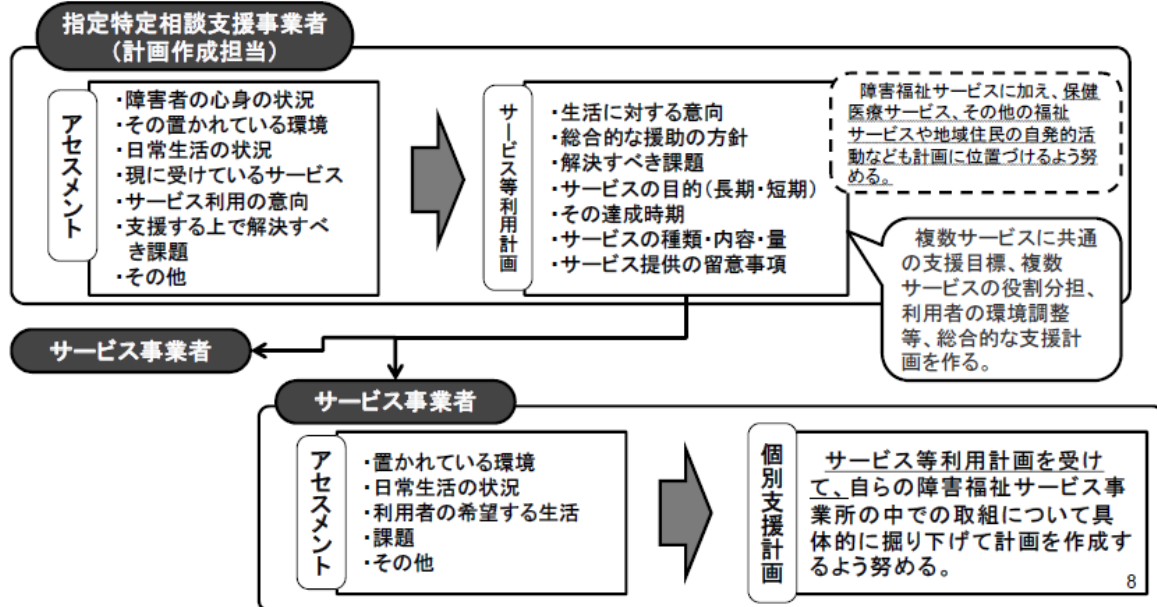 指定特定相談支援事業者
(計画作成担当)
アセスメント
・障害者の心身の状況
・その置かれている環境
・日常生活の状況
・現に受けているサービス
・サービス利用の意向
・支援する上で解決すべ
き課題
・その他
サービス等利用計画
・生活に対する意向
・総合的な援助の方針
・解決すべき課題
・サービスの目的(長期・短期)
・その達成時期
・サービスの種類・内容・量
・サービス提供の留意事項
障害福祉サービスに加え、保健
医療サービス、その他の福祉
サービスや地域住民の自発的活
動なども計画に位置づけるよう努
める。
複数サービスに共通
の支援目標、複数
サービスの役割分担、
利用者の環境調整
等、総合的な支援計
画を作る。
サービス事業者
サービス事業者
アセスメント
・置かれている環境
・日常生活の状況
・利用者の希望する生活
・課題
・その他
個別支援計画
サービス等利用計画を受け
て、自らの障害福祉サービス事
業所の中での取組について具
体的に掘り下げて計画を作成す
るよう努める。
8